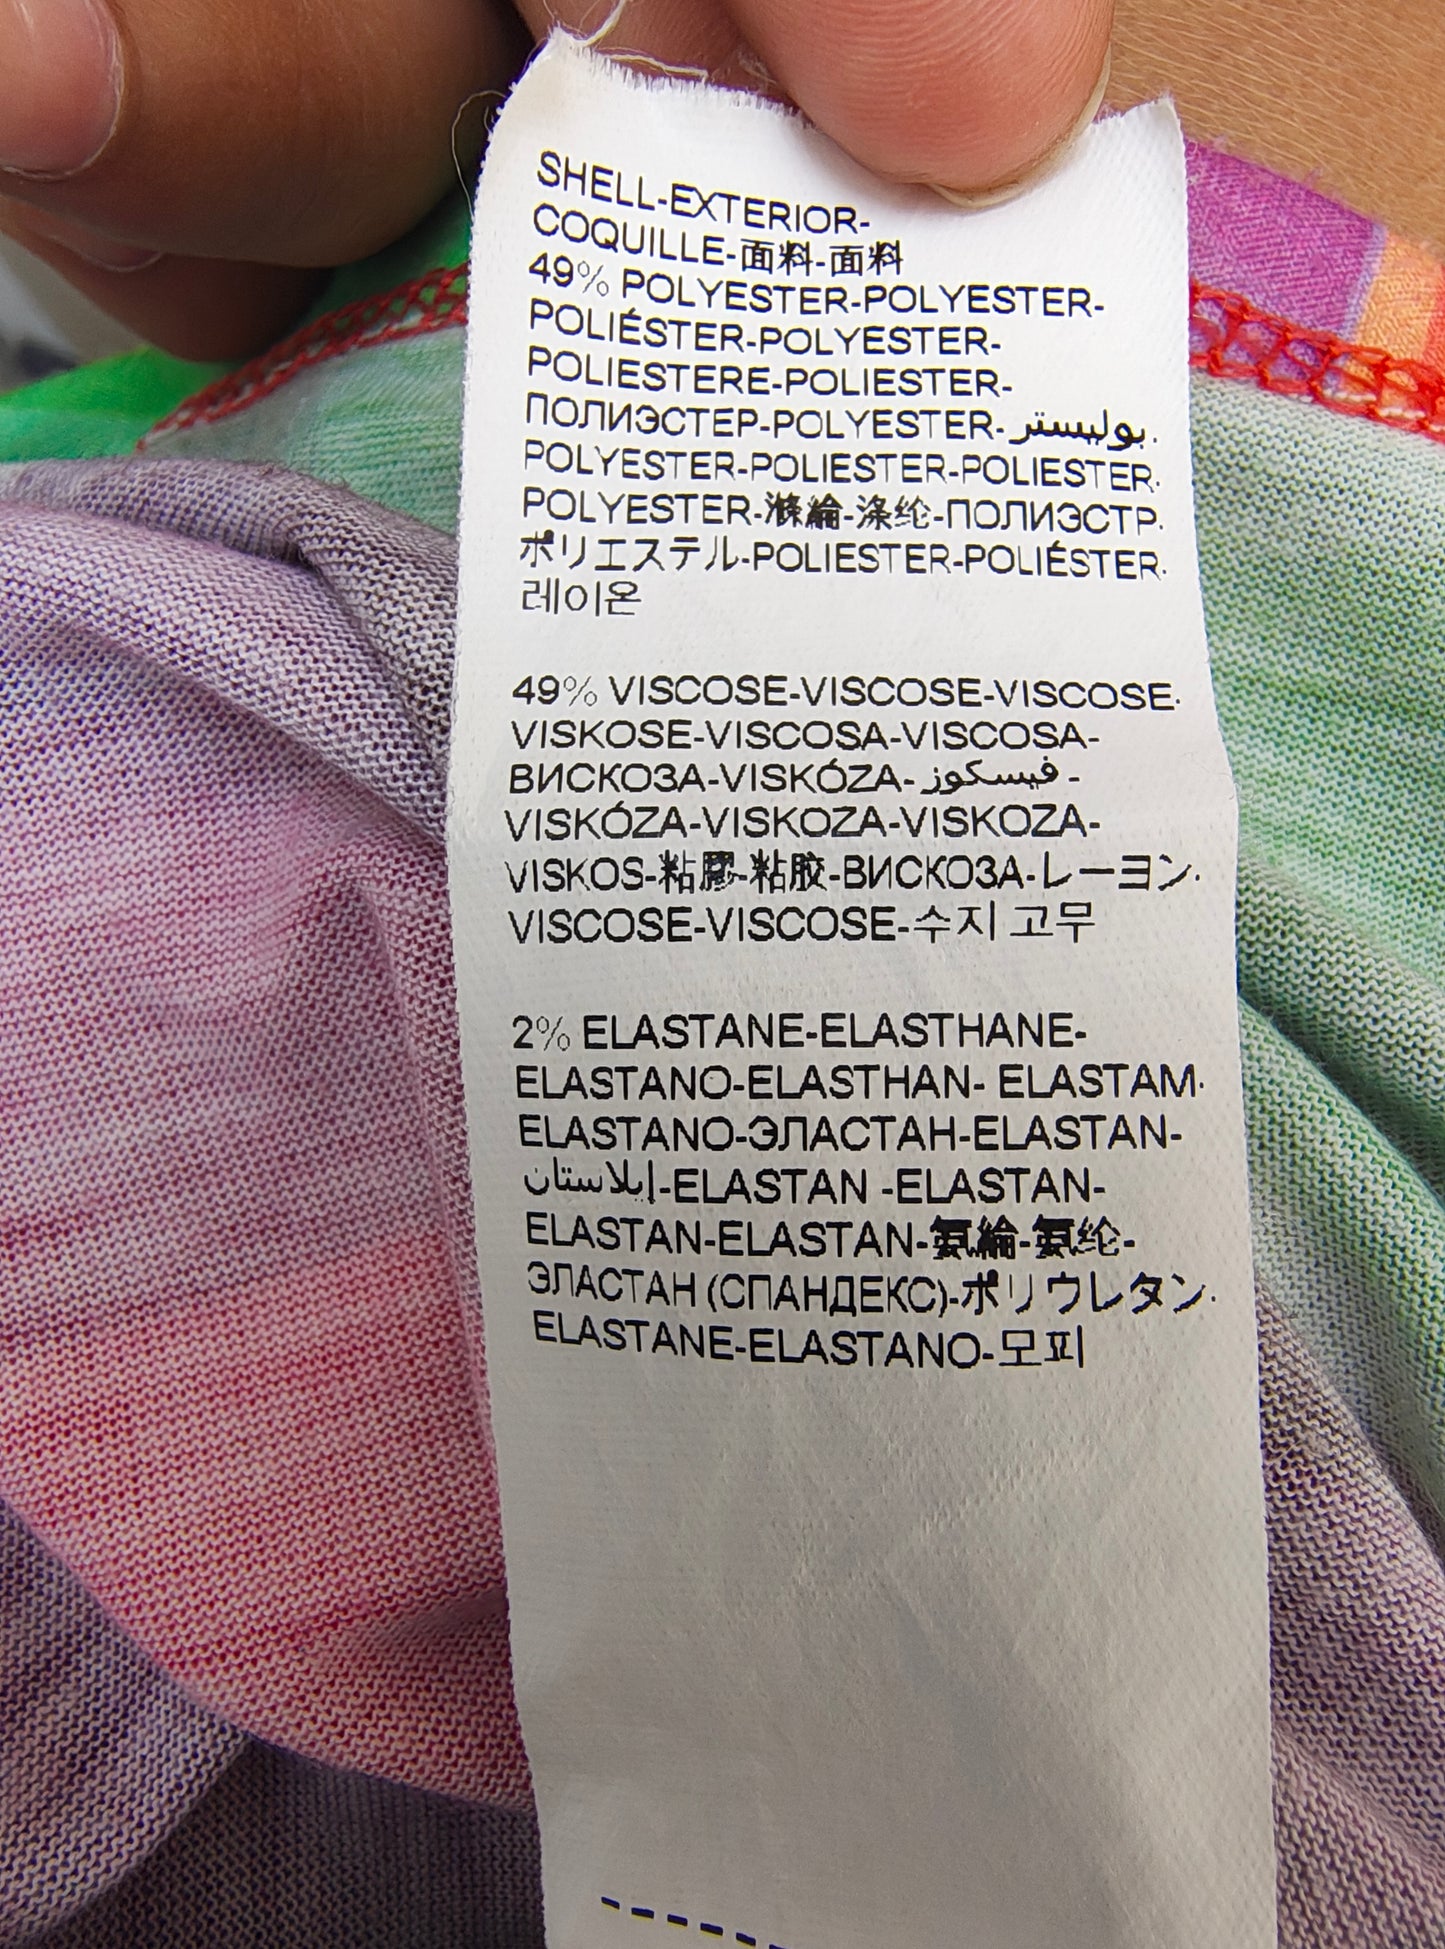 SHELL-EXTERIOR-
COQUILLE-面料-面料
49% POLYESTER-POLYESTER-
POLIÉSTER-POLYESTER-
POLIESTERE-POLIESTER-
ПОЛИЭСТЕР-POLYESTER-بوليستر-
POLYESTER-POLIESTER-POLIESTER-
POLYESTER-滌綸-涤纶-ПОЛИЭСТР-
ポリエステル-POLIESTER-POLIÉSTER-
레이온
49% VISCOSE-VISCOSE-VISCOSE-
VISKOSE-VISCOSA-VISCOSA-
ВИСКОЗА-VISKÓZA-فيسكوز-
VISKÓZA-VISKOZA-VISKOZA-
VISKOS-粘膠-粘胶-ВИСКОЗА-レーヨン-
VISCOSE-VISCOSE-수지 고무
2% ELASTANE-ELASTHANE-
ELASTANO-ELASTHAN- ELASTAM-
ELASTANO-ЭЛАСТАН-ELASTAN-
إيلاستان-ELASTAN -ELASTAN-
ELASTAN-ELASTAN-氨綸-氨纶-
ЭЛАСТАН (СПАНДЕКС)-ポリウレタン-
ELASTANE-ELASTANO-모피